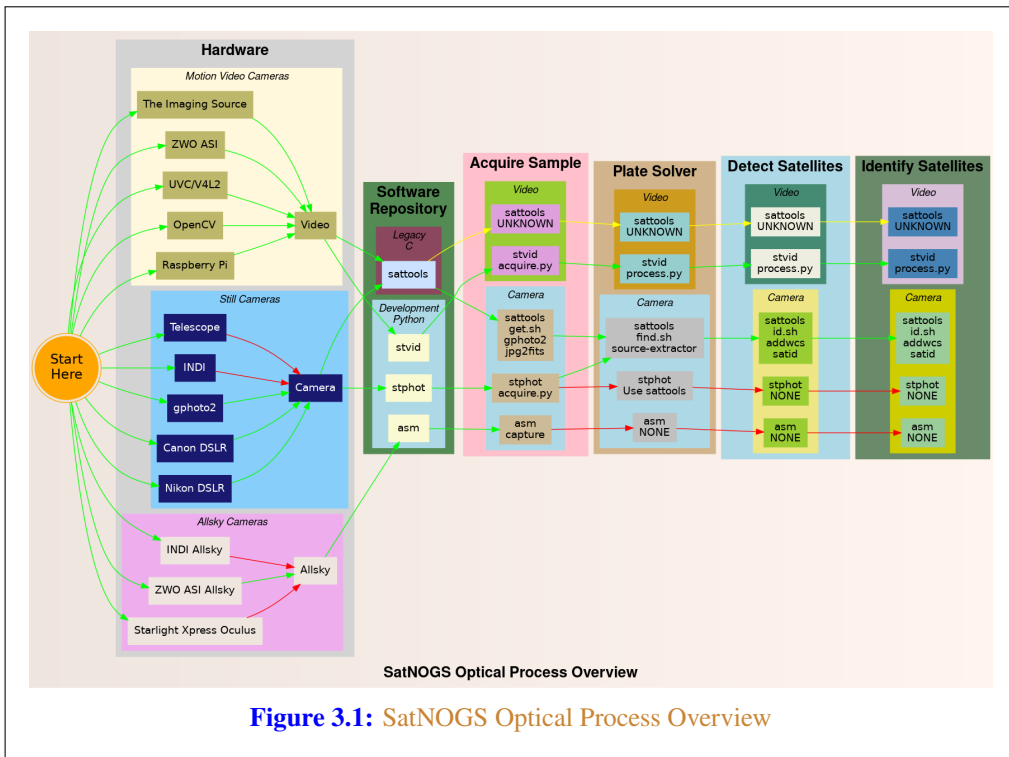 Hardware
Motion Video Cameras
The Imaging Source
ZWO ASI
UVC/V4L2
OpenCV
Raspberry Pi
Video
Still Cameras
Telescope
INDI
gphoto2
Canon DSLR
Nikon DSLR
Camera
Allsky Cameras
INDI Allsky
ZWO ASI Allsky
Starlight Xpress Oculus
Allsky
Start
Here
Software
Repository
Legacy
C
sattools
Development
Python
stvid
stphot
asm
Acquire Sample
Video
sattools
UNKNOWN
stvid
acquire.py
Camera
sattools
get.sh
gphoto2
jpg2fits
stphot
acquire.py
asm
capture
Plate Solver
Video
sattools
UNKNOWN
stvid
process.py
Camera
sattools
find.sh
source-extractor
stphot
Use sattools
asm
NONE
Detect Satellites
Video
sattools
UNKNOWN
stvid
process.py
Camera
sattools
id.sh
addwcs
satid
stphot
NONE
asm
NONE
Identify Satellites
Video
sattools
UNKNOWN
stvid
process.py
Camera
sattools
id.sh
addwcs
satid
stphot
NONE
asm
NONE
SatNOGS Optical Process Overview
Figure 3.1: SatNOGS Optical Process Overview